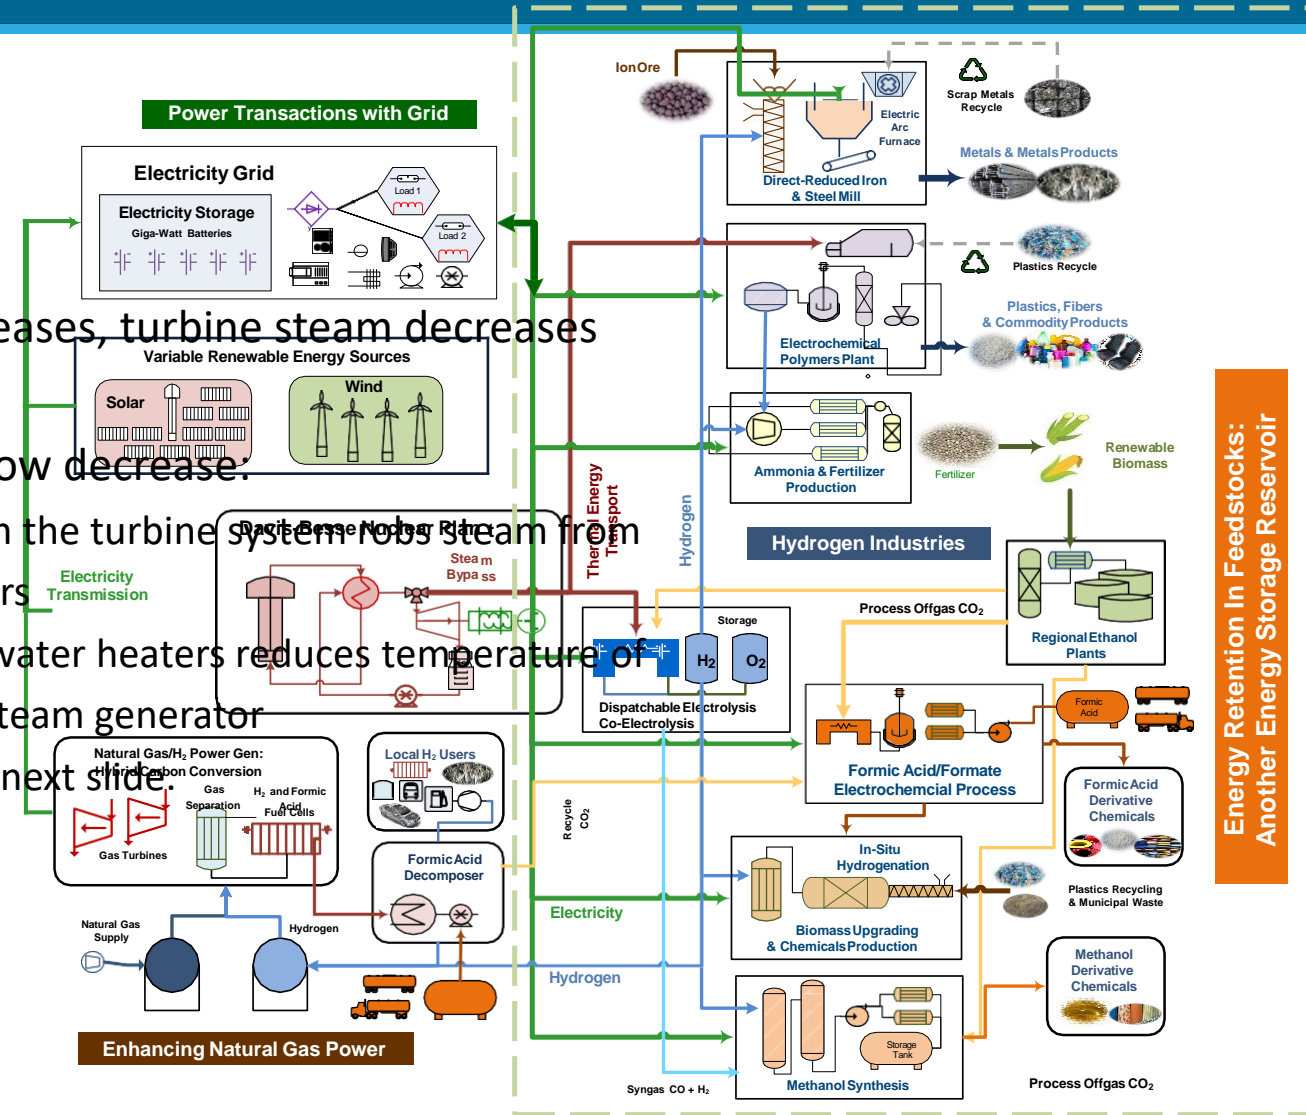 Power Transactions with Grid
Electricity Grid
Electricity Storage
Giga-Watt Batteries
Load 1
Load 2
eases, turbine steam decreases
Variable Renewable Energy Sources
Solar
Wind
ow decrease:
n the turbine system robs steam from
rs
water heaters reduces temperature of
team generator
next slide.
Davis-Besse Nuclear Plant
Steam
Bypass
Electricity
Transmission
Natural Gas/H₂ Power Gen:
Hybrid Carbon Conversion
Gas
Separation
H₂ and Formic
Acid
Fuel Cells
Gas Turbines
Natural Gas
Supply
Hydrogen
Enhancing Natural Gas Power
Local H₂ Users
Formic Acid
Decomposer
Ion Ore
Electric
Arc
Furnace
Direct-Reduced Iron
& Steel Mill
Scrap Metals
Recycle
Metals & Metals Products
Plastics Recycle
Electrochemical
Polymers Plant
Plastics, Fibers
& Commodity Products
Ammonia & Fertilizer
Production
Fertilizer
Renewable
Biomass
Thermal Energy
Transport
Hydrogen
Hydrogen Industries
Process Offgas CO₂
Regional Ethanol
Plants
Storage
H₂
O₂
Dispatchable Electrolysis
Co-Electrolysis
Formic
Acid
Formic Acid/Formate
Electrochemcial Process
Formic Acid
Derivative
Chemicals
Recycle
CO₂
In-Situ
Hydrogenation
Plastics Recycling
& Municipal Waste
Electricity
Biomass Upgrading
& Chemicals Production
Hydrogen
Methanol
Derivative
Chemicals
Storage
Tank
Methanol Synthesis
Syngas CO + H₂
Process Offgas CO₂
Energy Retention In Feedstocks:
Another Energy Storage Reservoir